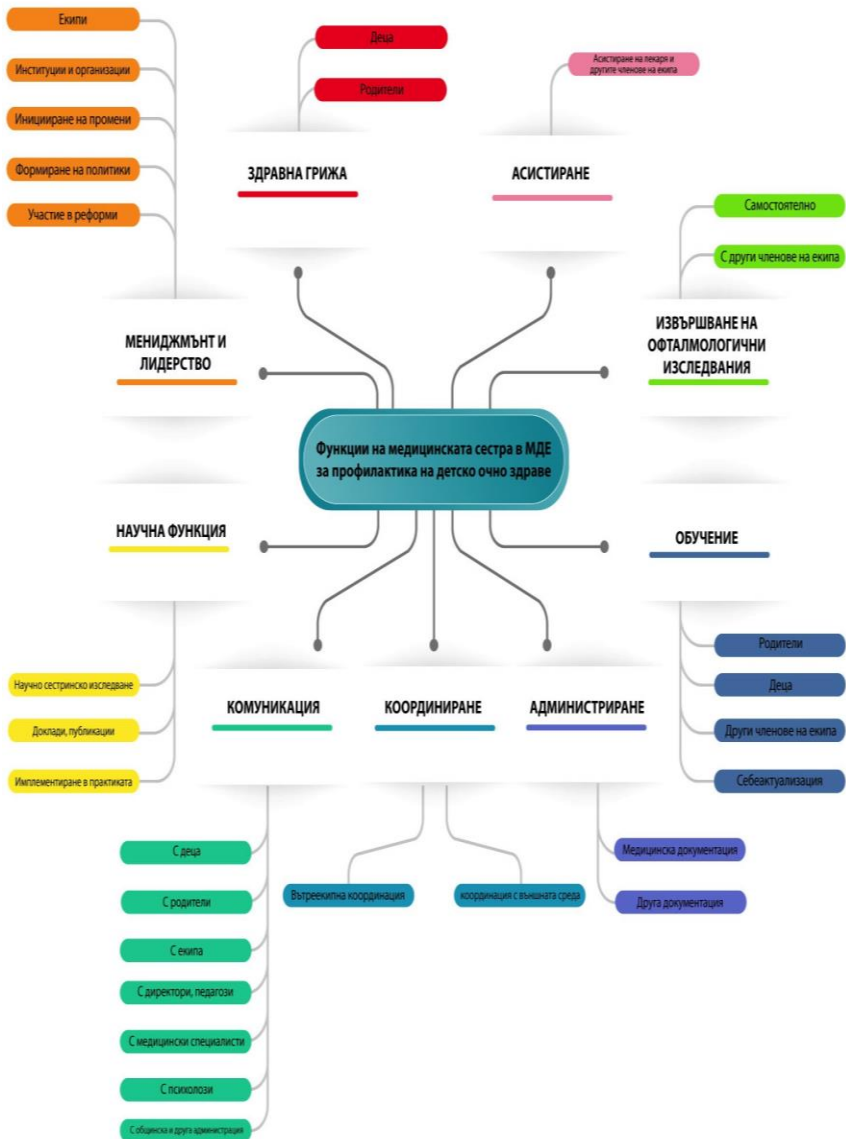 Екипи
Институции и организации
Иницииране на промени
Формиране на политики
Участие в реформи
МЕНИДЖМЪНТ И
ЛИДЕРСТВО
Деца
Родители
ЗДРАВНА ГРИЖА
Асистиране на лекаря и
другите членове на екипа
АСИСТИРАНЕ
Самостоятелно
С други членове на екипа
ИЗВЪРШВАНЕ НА
ОФТАЛМОЛОГИЧНИ
ИЗСЛЕДВАНИЯ
Функции на медицинската сестра в МДЕ
за профилактика на детско очно здраве
НАУЧНА ФУНКЦИЯ
Научно сестринско изследване
Доклади, публикации
Имплементиране в практиката
ОБУЧЕНИЕ
Родители
Деца
Други членове на екипа
Себеактуализация
КОМУНИКАЦИЯ
С деца
С родители
С екипа
С директори, педагози
С медицински специалисти
С психолози
С общинска и друга администрация
КООРДИНИРАНЕ
Вътреекипна координация
координация с външната среда
АДМИНИСТРИРАНЕ
Медицинска документация
Друга документация